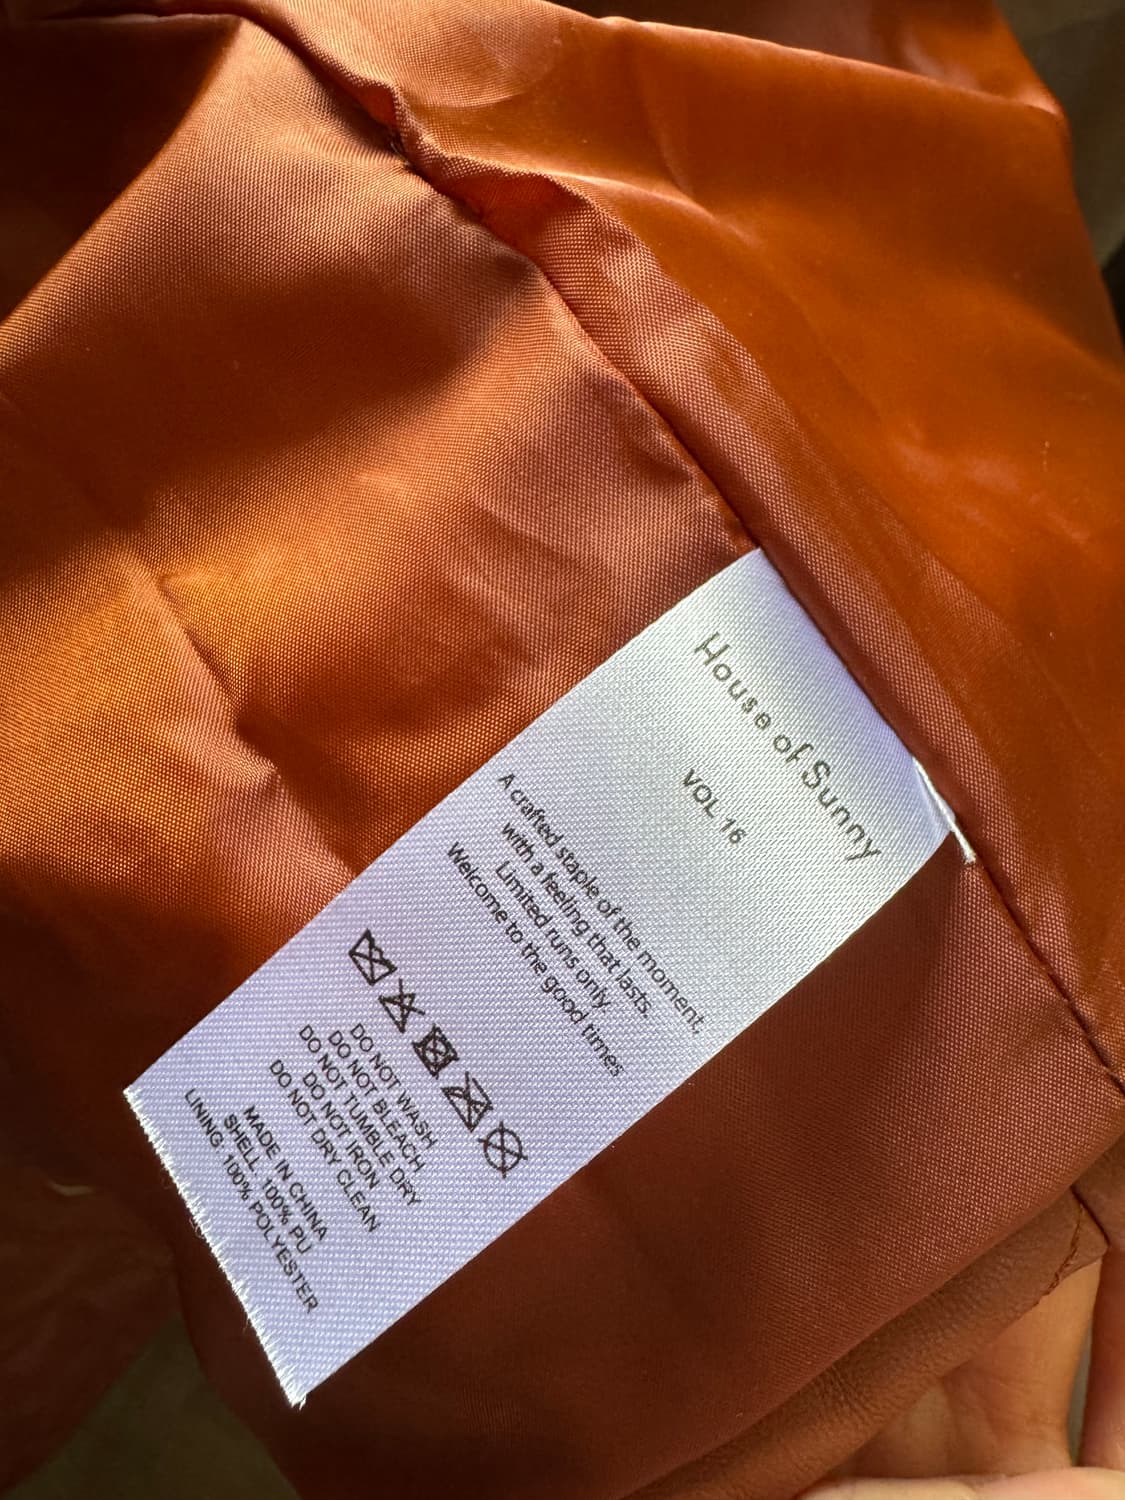 House of Sunny
VOL 16
A crafted staple of the moment,
with a feeling that lasts.
Limited runs only.
Welcome to the good times
DO NOT WASH
DO NOT BLEACH
DO NOT TUMBLE DRY
DO NOT IRON
DO NOT DRY CLEAN
MADE IN CHINA
SHELL 100% PU
LINING: 100% POLYESTER